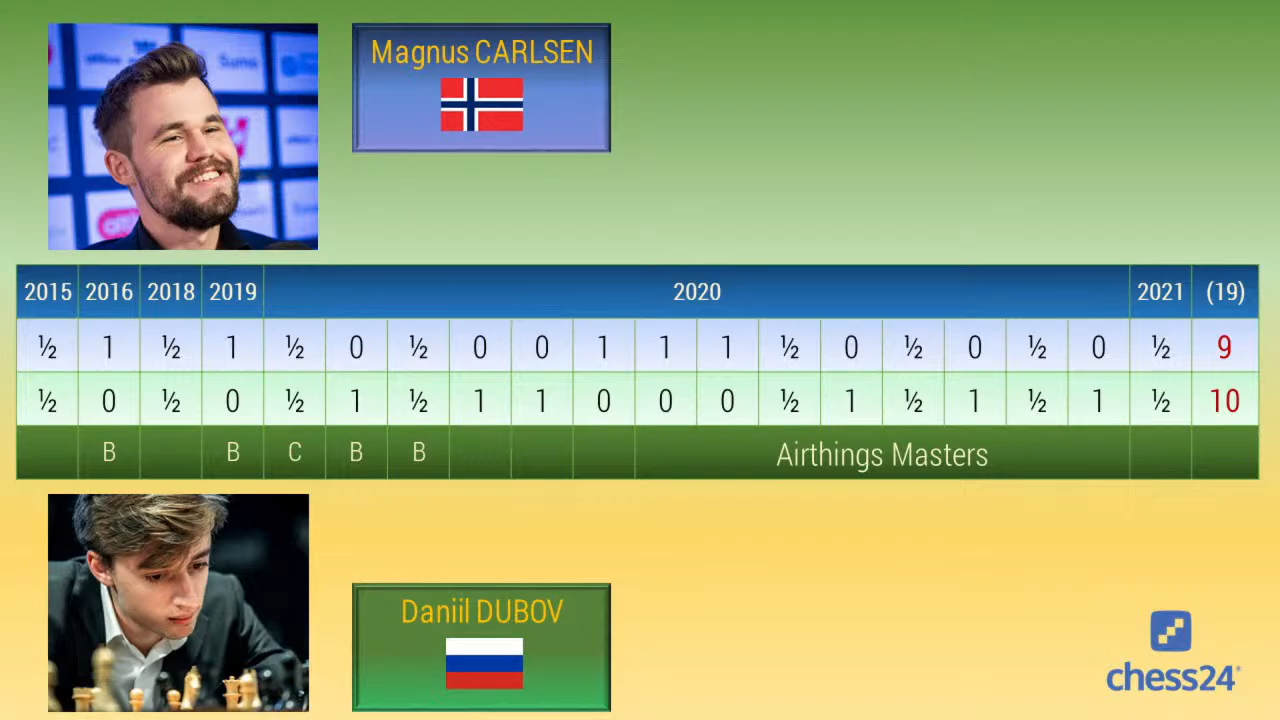 Magnus CARLSEN
2015 2016 2018 2019 2020 2021 (19)
½ 1 ½ 1 ½ 0 ½ 0 0 1 1 1 ½ 0 ½ 0 ½ 0 ½ 9
½ 0 ½ 0 ½ 1 ½ 1 1 0 0 0 ½ 1 ½ 1 ½ 1 ½ 10
B B C B B Airthings Masters
Daniil DUBOV
chess24